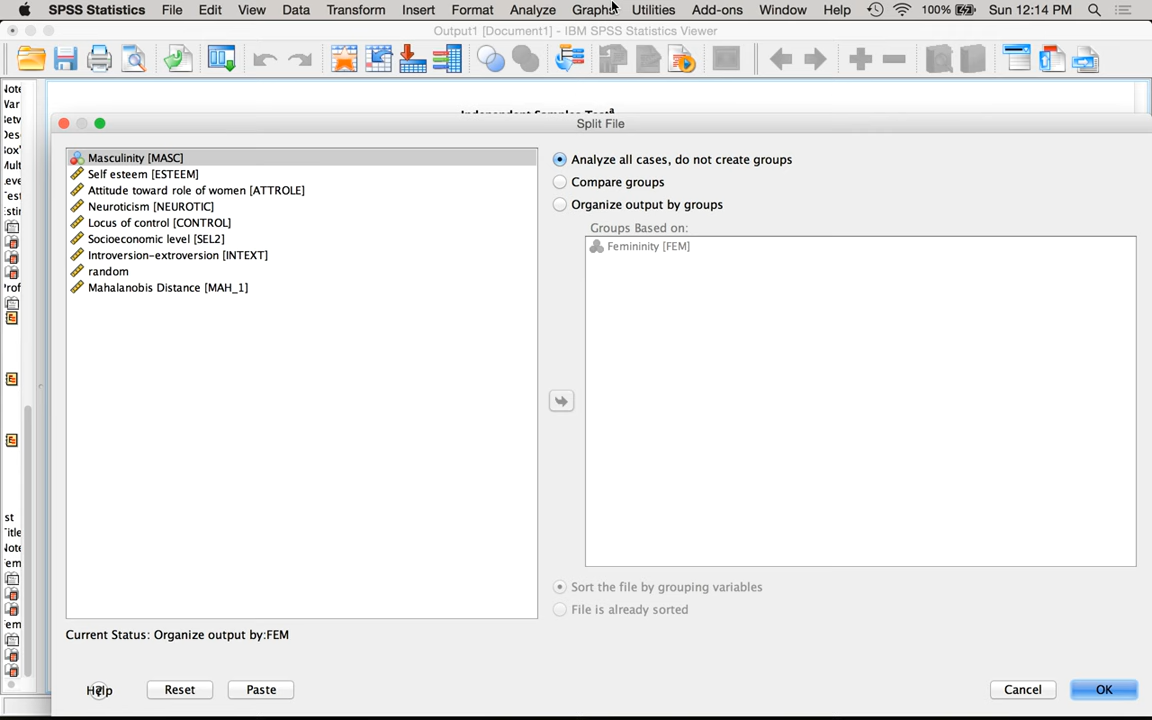 SPSS Statistics File Edit View Data Transform Insert Format Analyze Graphs Utilities Add-ons Window Help 100% Sun 12:14 PM
Output1 [Document1] - IBM SPSS Statistics Viewer
Split File
Masculinity [MASC]
Self esteem [ESTEEM]
Attitude toward role of women [ATTROLE]
Neuroticism [NEUROTIC]
Locus of control [CONTROL]
Socioeconomic level [SEL2]
Introversion-extroversion [INTEXT]
random
Mahalanobis Distance [MAH_1]
Analyze all cases, do not create groups
Compare groups
Organize output by groups
Groups Based on:
Femininity [FEM]
Sort the file by grouping variables
File is already sorted
Current Status: Organize output by:FEM
Help Reset Paste Cancel OK